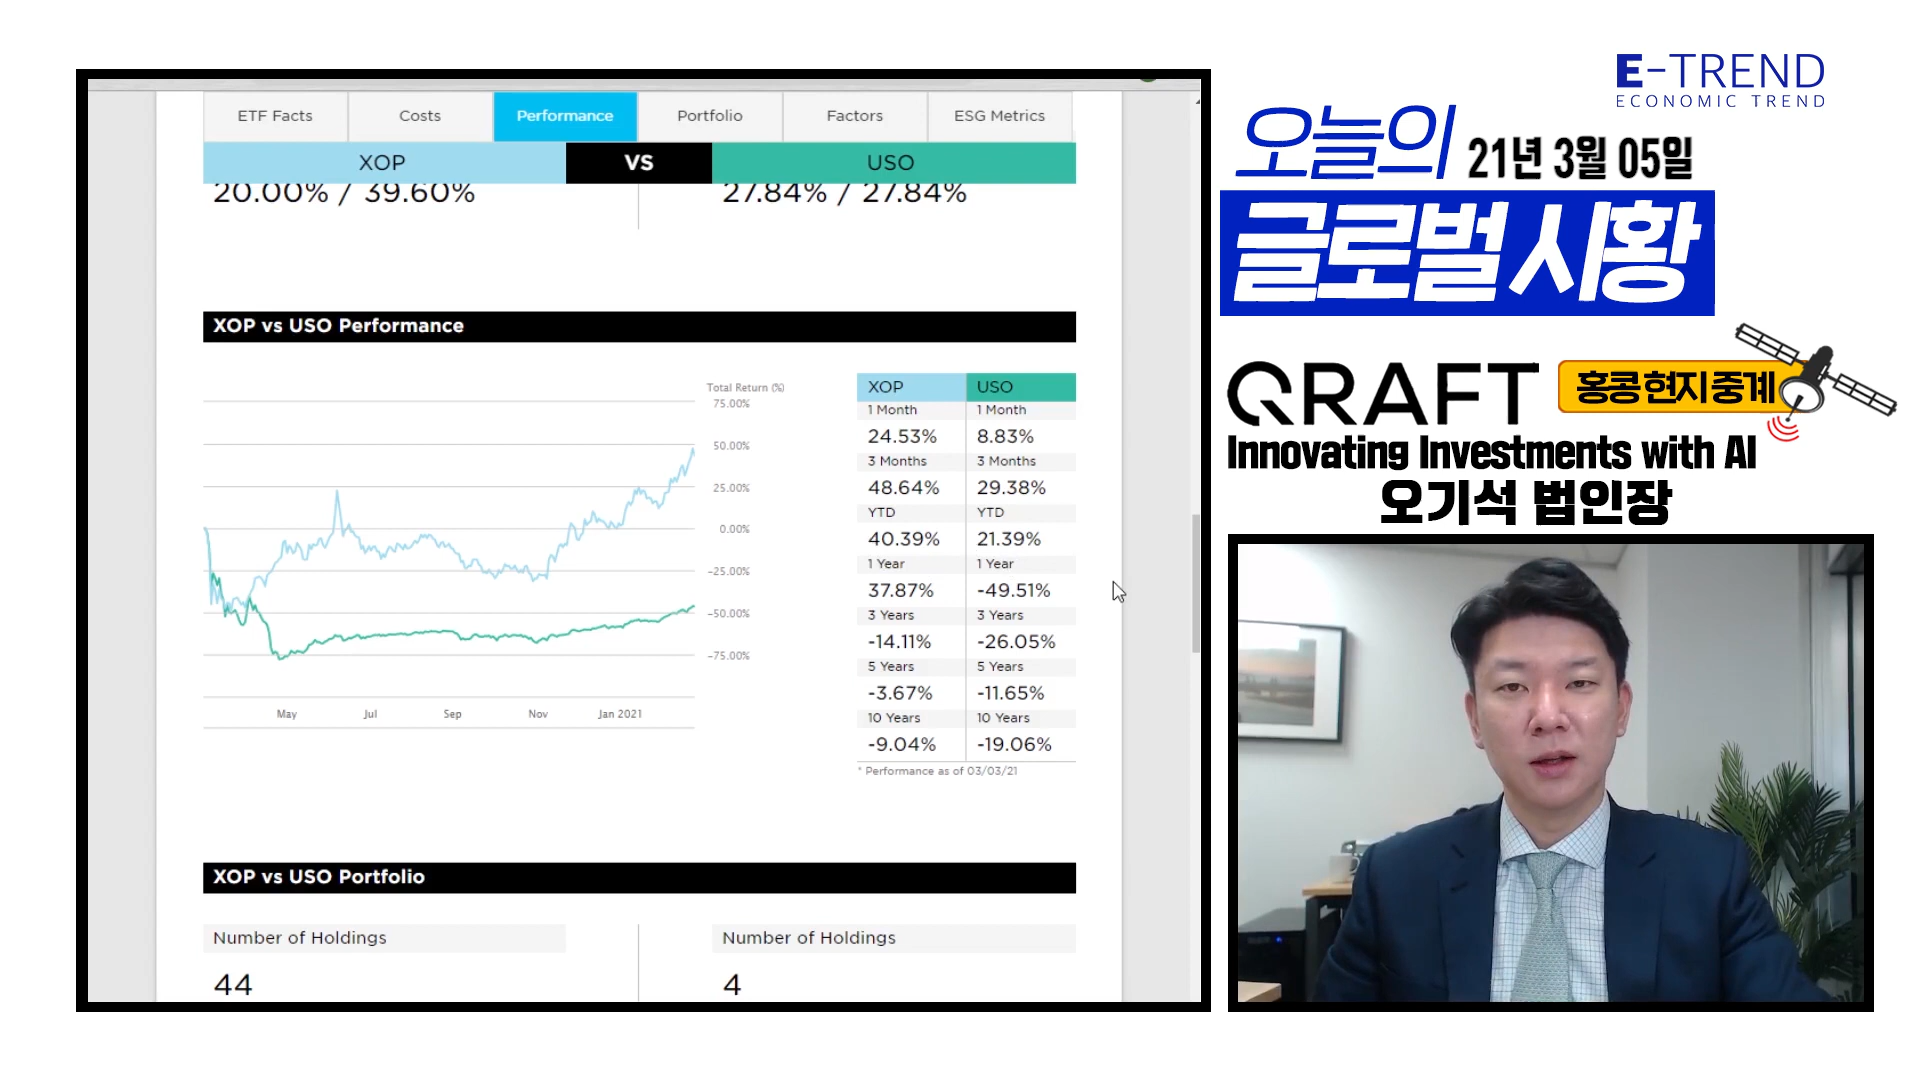 ETF Facts
Costs
Performance
Portfolio
Factors
ESG Metrics
XOP
VS
USO
20.00% / 39.60%
27.84% / 27.84%
XOP vs USO Performance
Total Return (%)
75.00%
50.00%
25.00%
0.00%
-25.00%
-50.00%
-75.00%
May
Jul
Sep
Nov
Jan 2021
XOP USO
1 Month 1 Month
24.53% 8.83%
3 Months 3 Months
48.64% 29.38%
YTD YTD
40.39% 21.39%
1 Year 1 Year
37.87% -49.51%
3 Years 3 Years
-14.11% -26.05%
5 Years 5 Years
-3.67% -11.65%
10 Years 10 Years
-9.04% -19.06%
* Performance as of 03/03/21
XOP vs USO Portfolio
Number of Holdings
44
Number of Holdings
4
E-TREND
ECONOMIC TREND
오늘의 21년 3월 05일
글로벌 시황
QRAFT 홍콩 현지 중계
Innovating Investments with AI
오기석 법인장